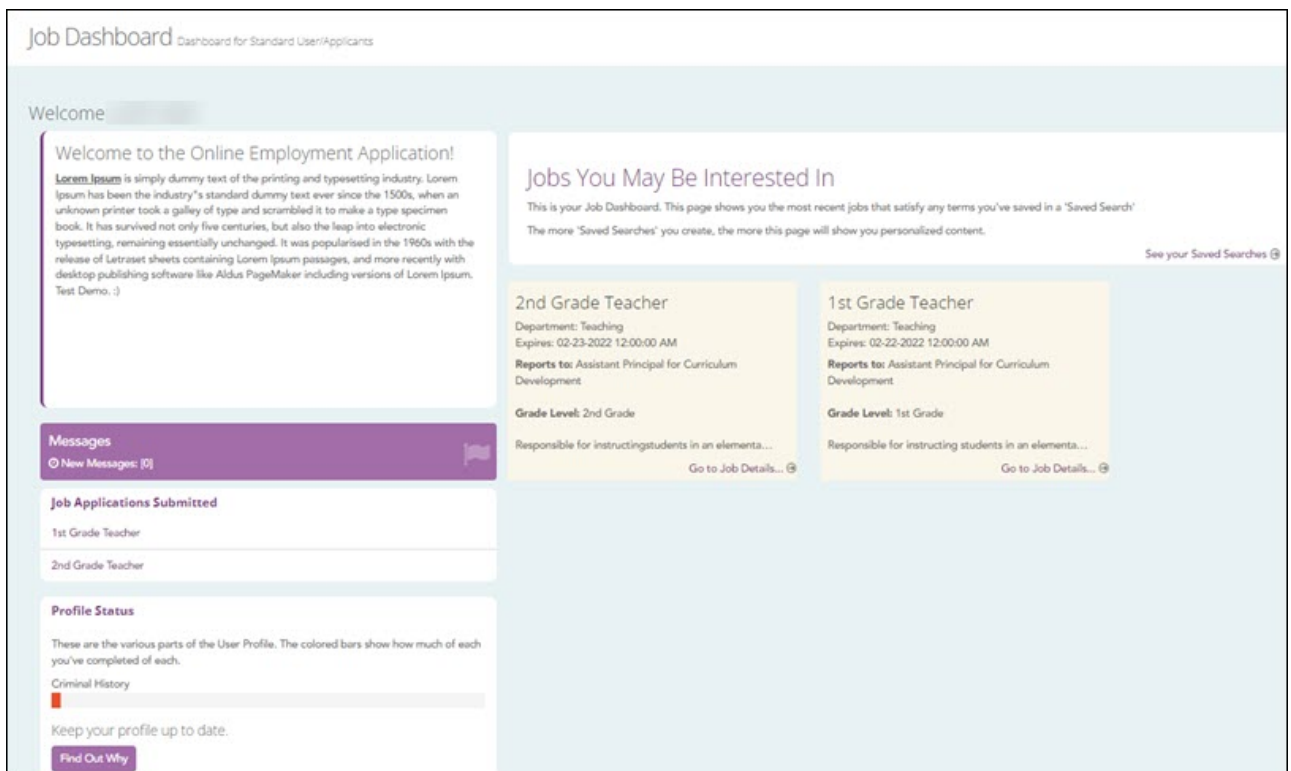 Job Dashboard Dashboard for Standard User/Applicants
Welcome
Welcome to the Online Employment Application!
Lorem Ipsum is simply dummy text of the printing and typesetting industry. Lorem
Ipsum has been the industry"s standard dummy text ever since the 1500s, when an
unknown printer took a galley of type and scrambled it to make a type specimen
book. It has survived not only five centuries, but also the leap into electronic
typesetting, remaining essentially unchanged. It was popularised in the 1960s with the
release of Letraset sheets containing Lorem Ipsum passages, and more recently with
desktop publishing software like Aldus PageMaker including versions of Lorem Ipsum.
Test Demo. :)
Messages
New Messages: [0]
Job Applications Submitted
1st Grade Teacher
2nd Grade Teacher
Profile Status
These are the various parts of the User Profile. The colored bars show how much of each
you've completed of each.
Criminal History
Keep your profile up to date.
Find Out Why
Jobs You May Be Interested In
This is your Job Dashboard. This page shows you the most recent jobs that satisfy any terms you've saved in a 'Saved Search'
The more 'Saved Searches' you create, the more this page will show you personalized content.
See your Saved Searches
2nd Grade Teacher
Department: Teaching
Expires: 02-23-2022 12:00:00 AM
Reports to: Assistant Principal for Curriculum
Development
Grade Level: 2nd Grade
Responsible for instructingstudents in an elementa...
Go to Job Details...
1st Grade Teacher
Department: Teaching
Expires: 02-22-2022 12:00:00 AM
Reports to: Assistant Principal for Curriculum
Development
Grade Level: 1st Grade
Responsible for instructing students in an elementa...
Go to Job Details...